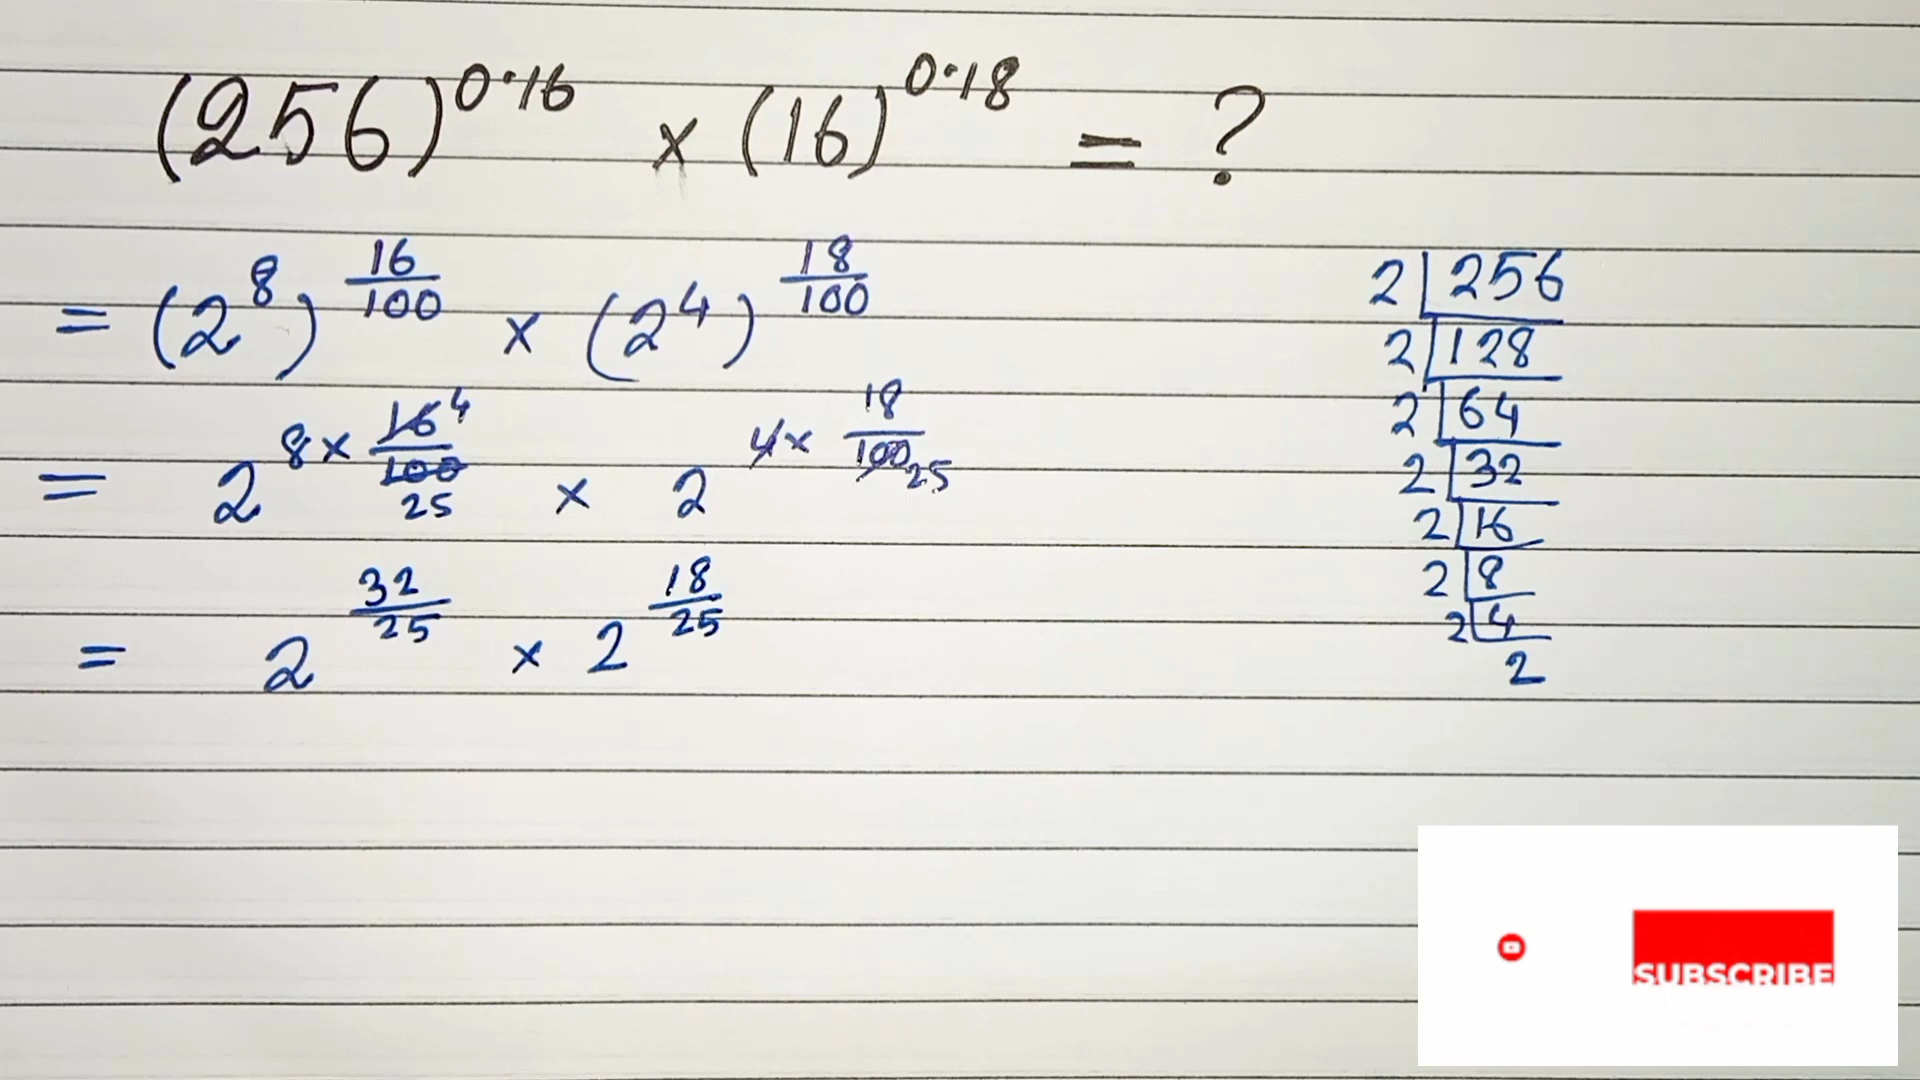 (256)^0.16 × (16)^0.18 = ?
= (2^8)^16/100 × (2^4)^18/100
= 2^8×16/100 4 25 × 2^4×18/100 25
= 2^32/25 × 2^18/25
2|256
2|128
2|64
2|32
2|16
2|8
2|4
2
SUBSCRIBE